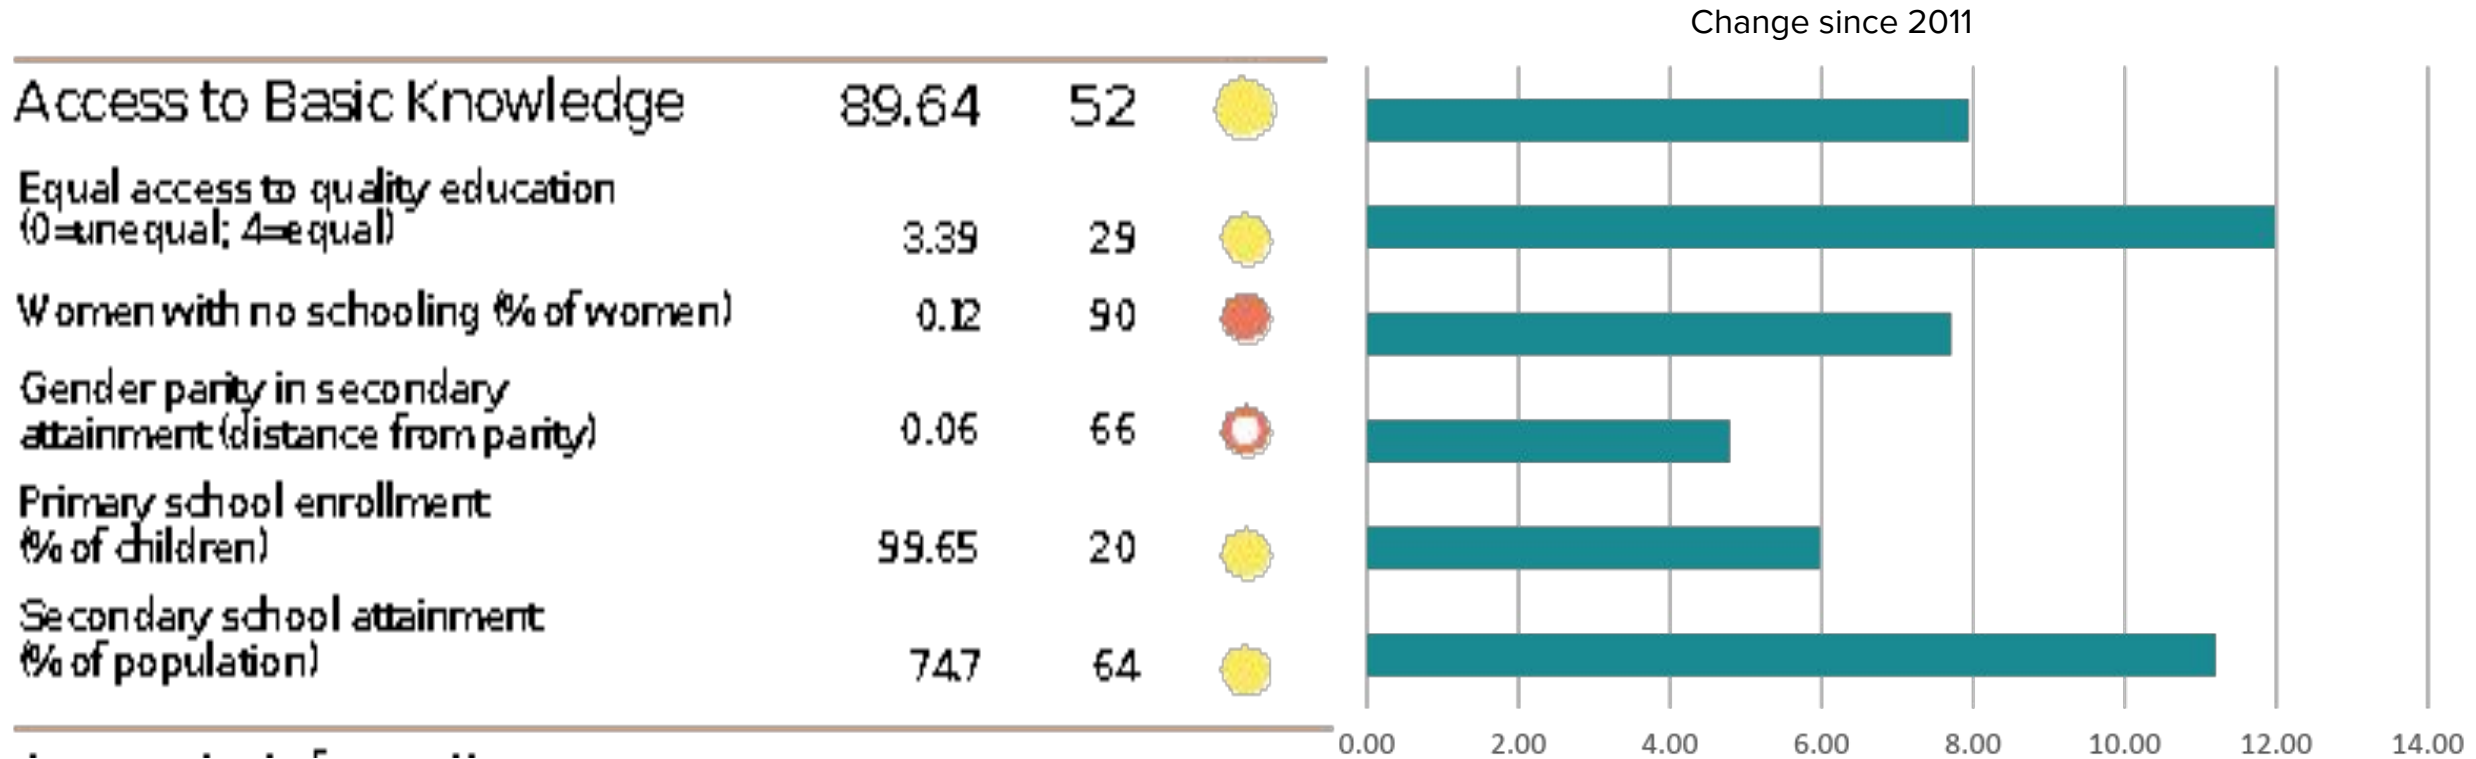 Change since 2011
Access to Basic Knowledge 89.64 52
Equal access to quality education
(0=unequal; 4=equal) 3.39 29
Women with no schooling (% of women) 0.12 90
Gender parity in secondary
attainment (distance from parity) 0.06 66
Primary school enrollment
(% of children) 99.65 20
Secondary school attainment
(% of population) 74.7 64
0.00 2.00 4.00 6.00 8.00 10.00 12.00 14.00